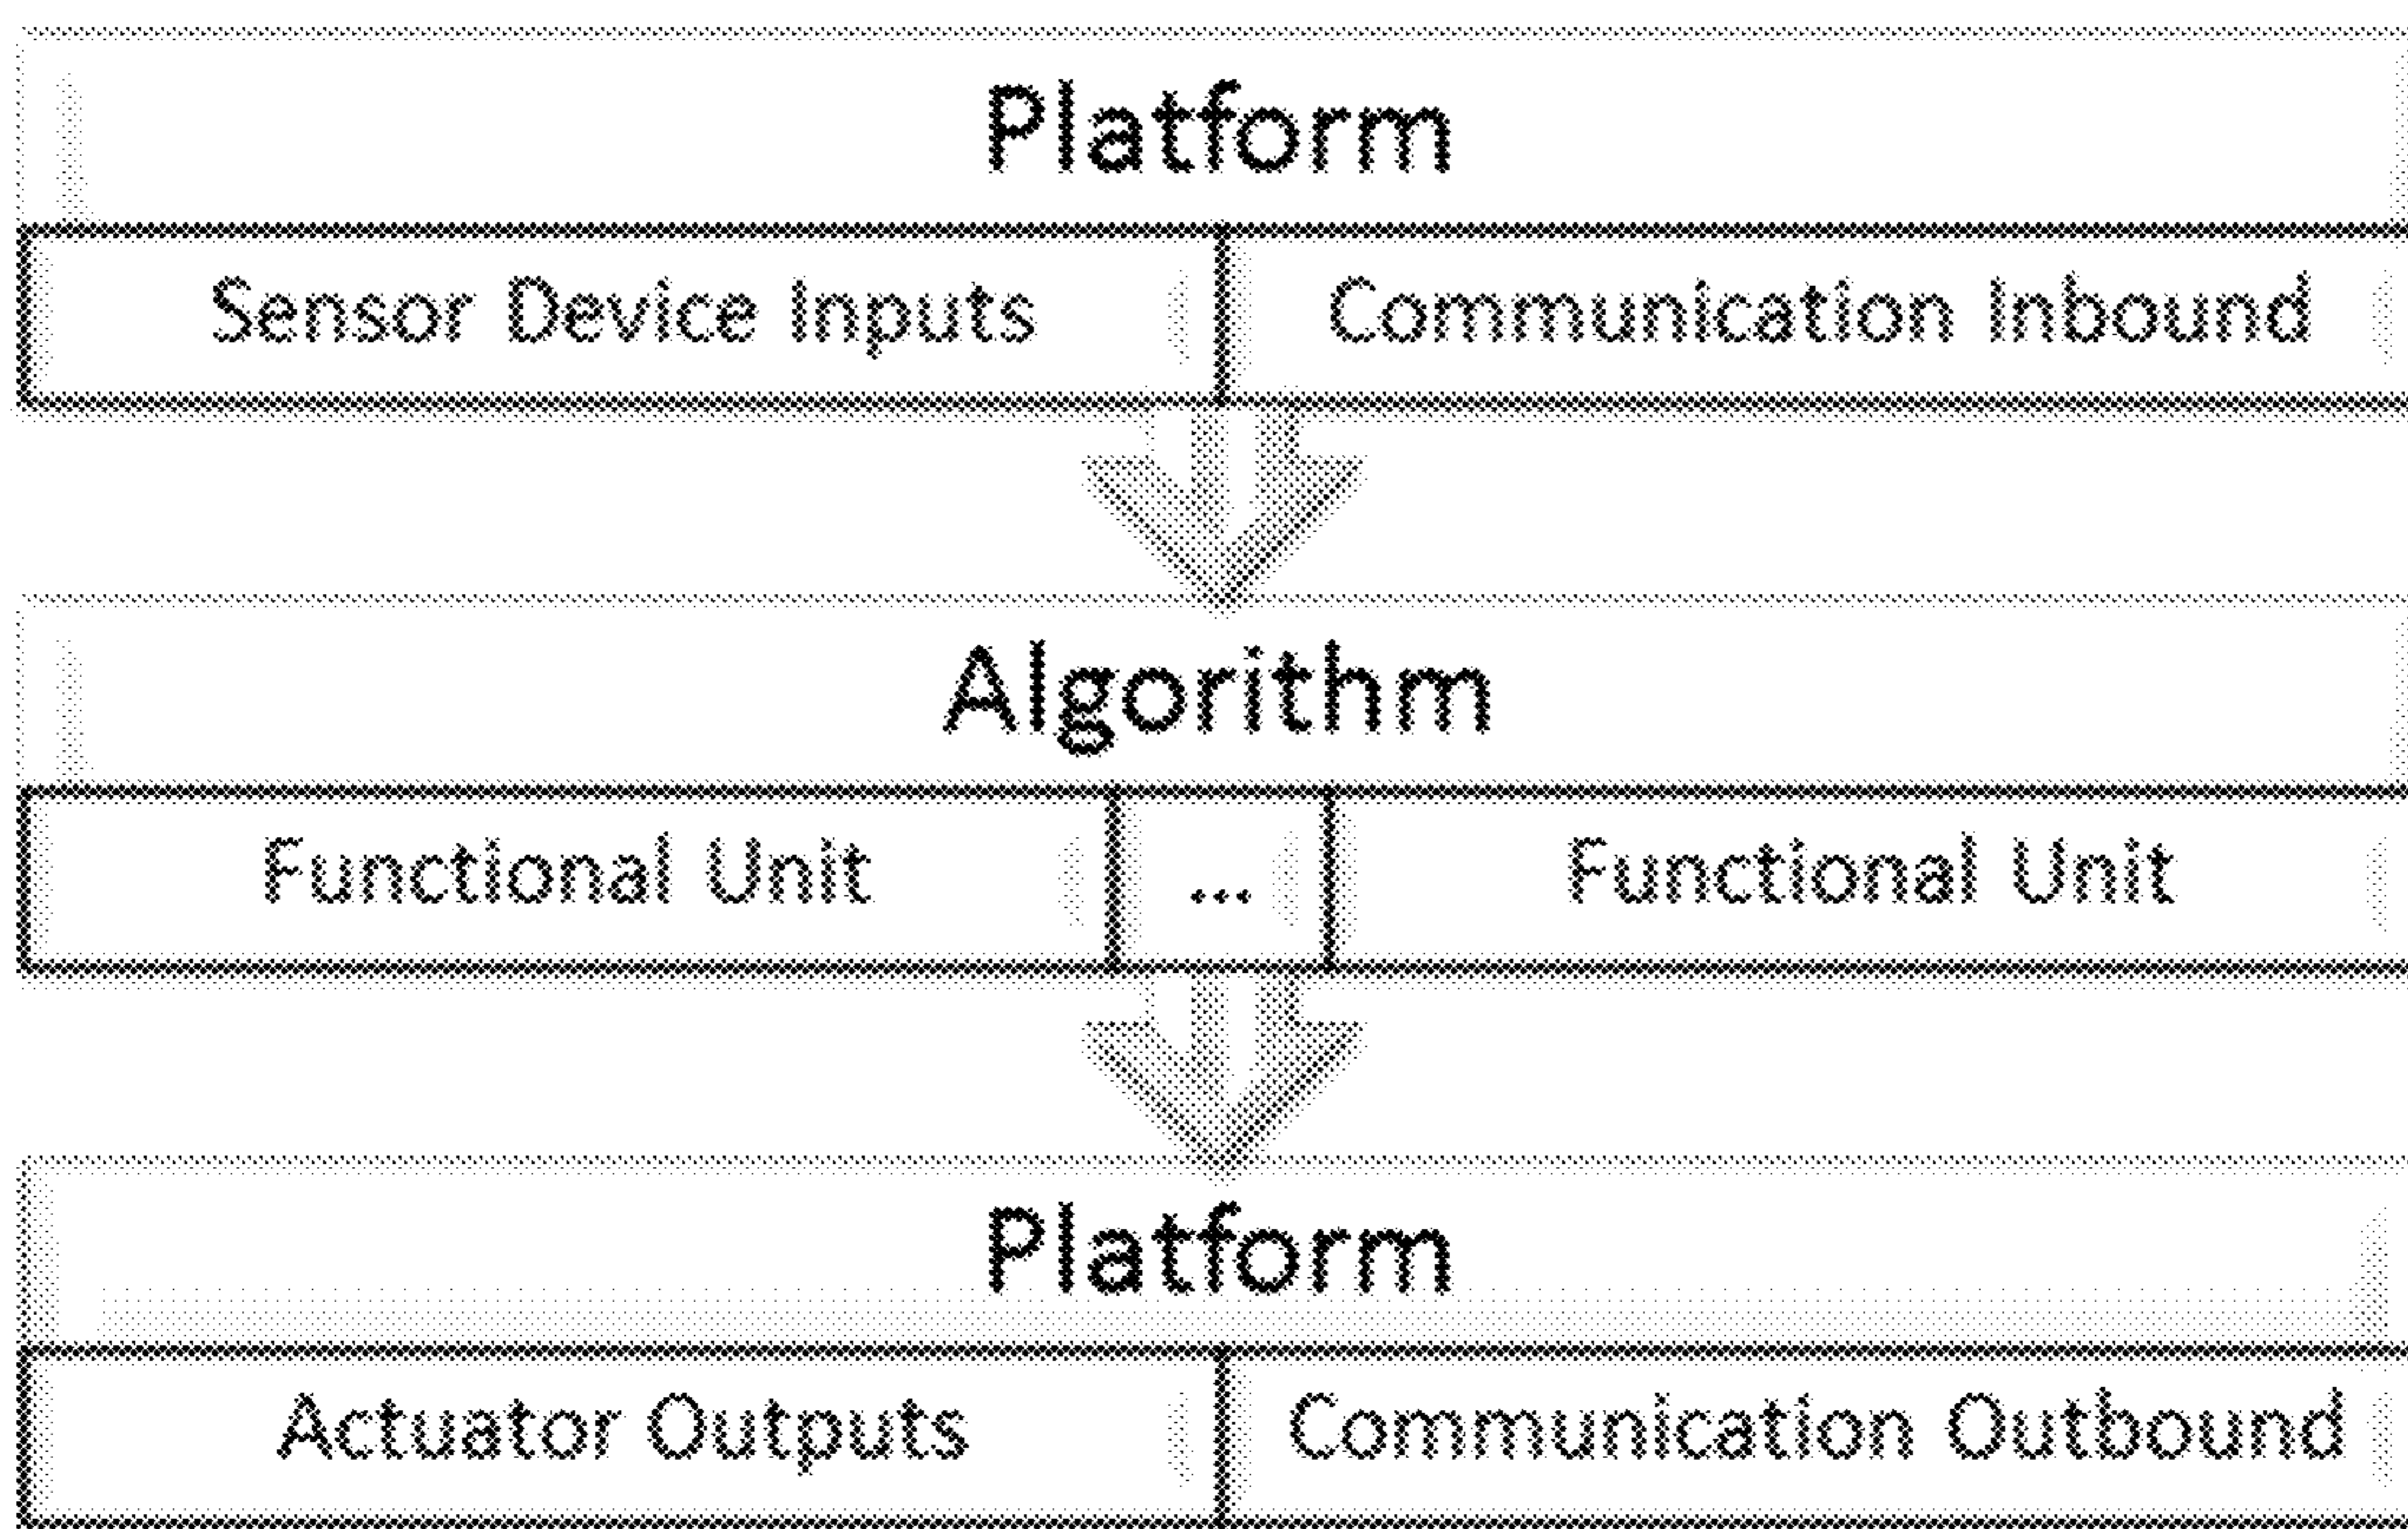 Platform
Sensor Device Inputs Communication Inbound
Algorithm
Functional Unit ... Functional Unit
Platform
Actuator Outputs Communication Outbound